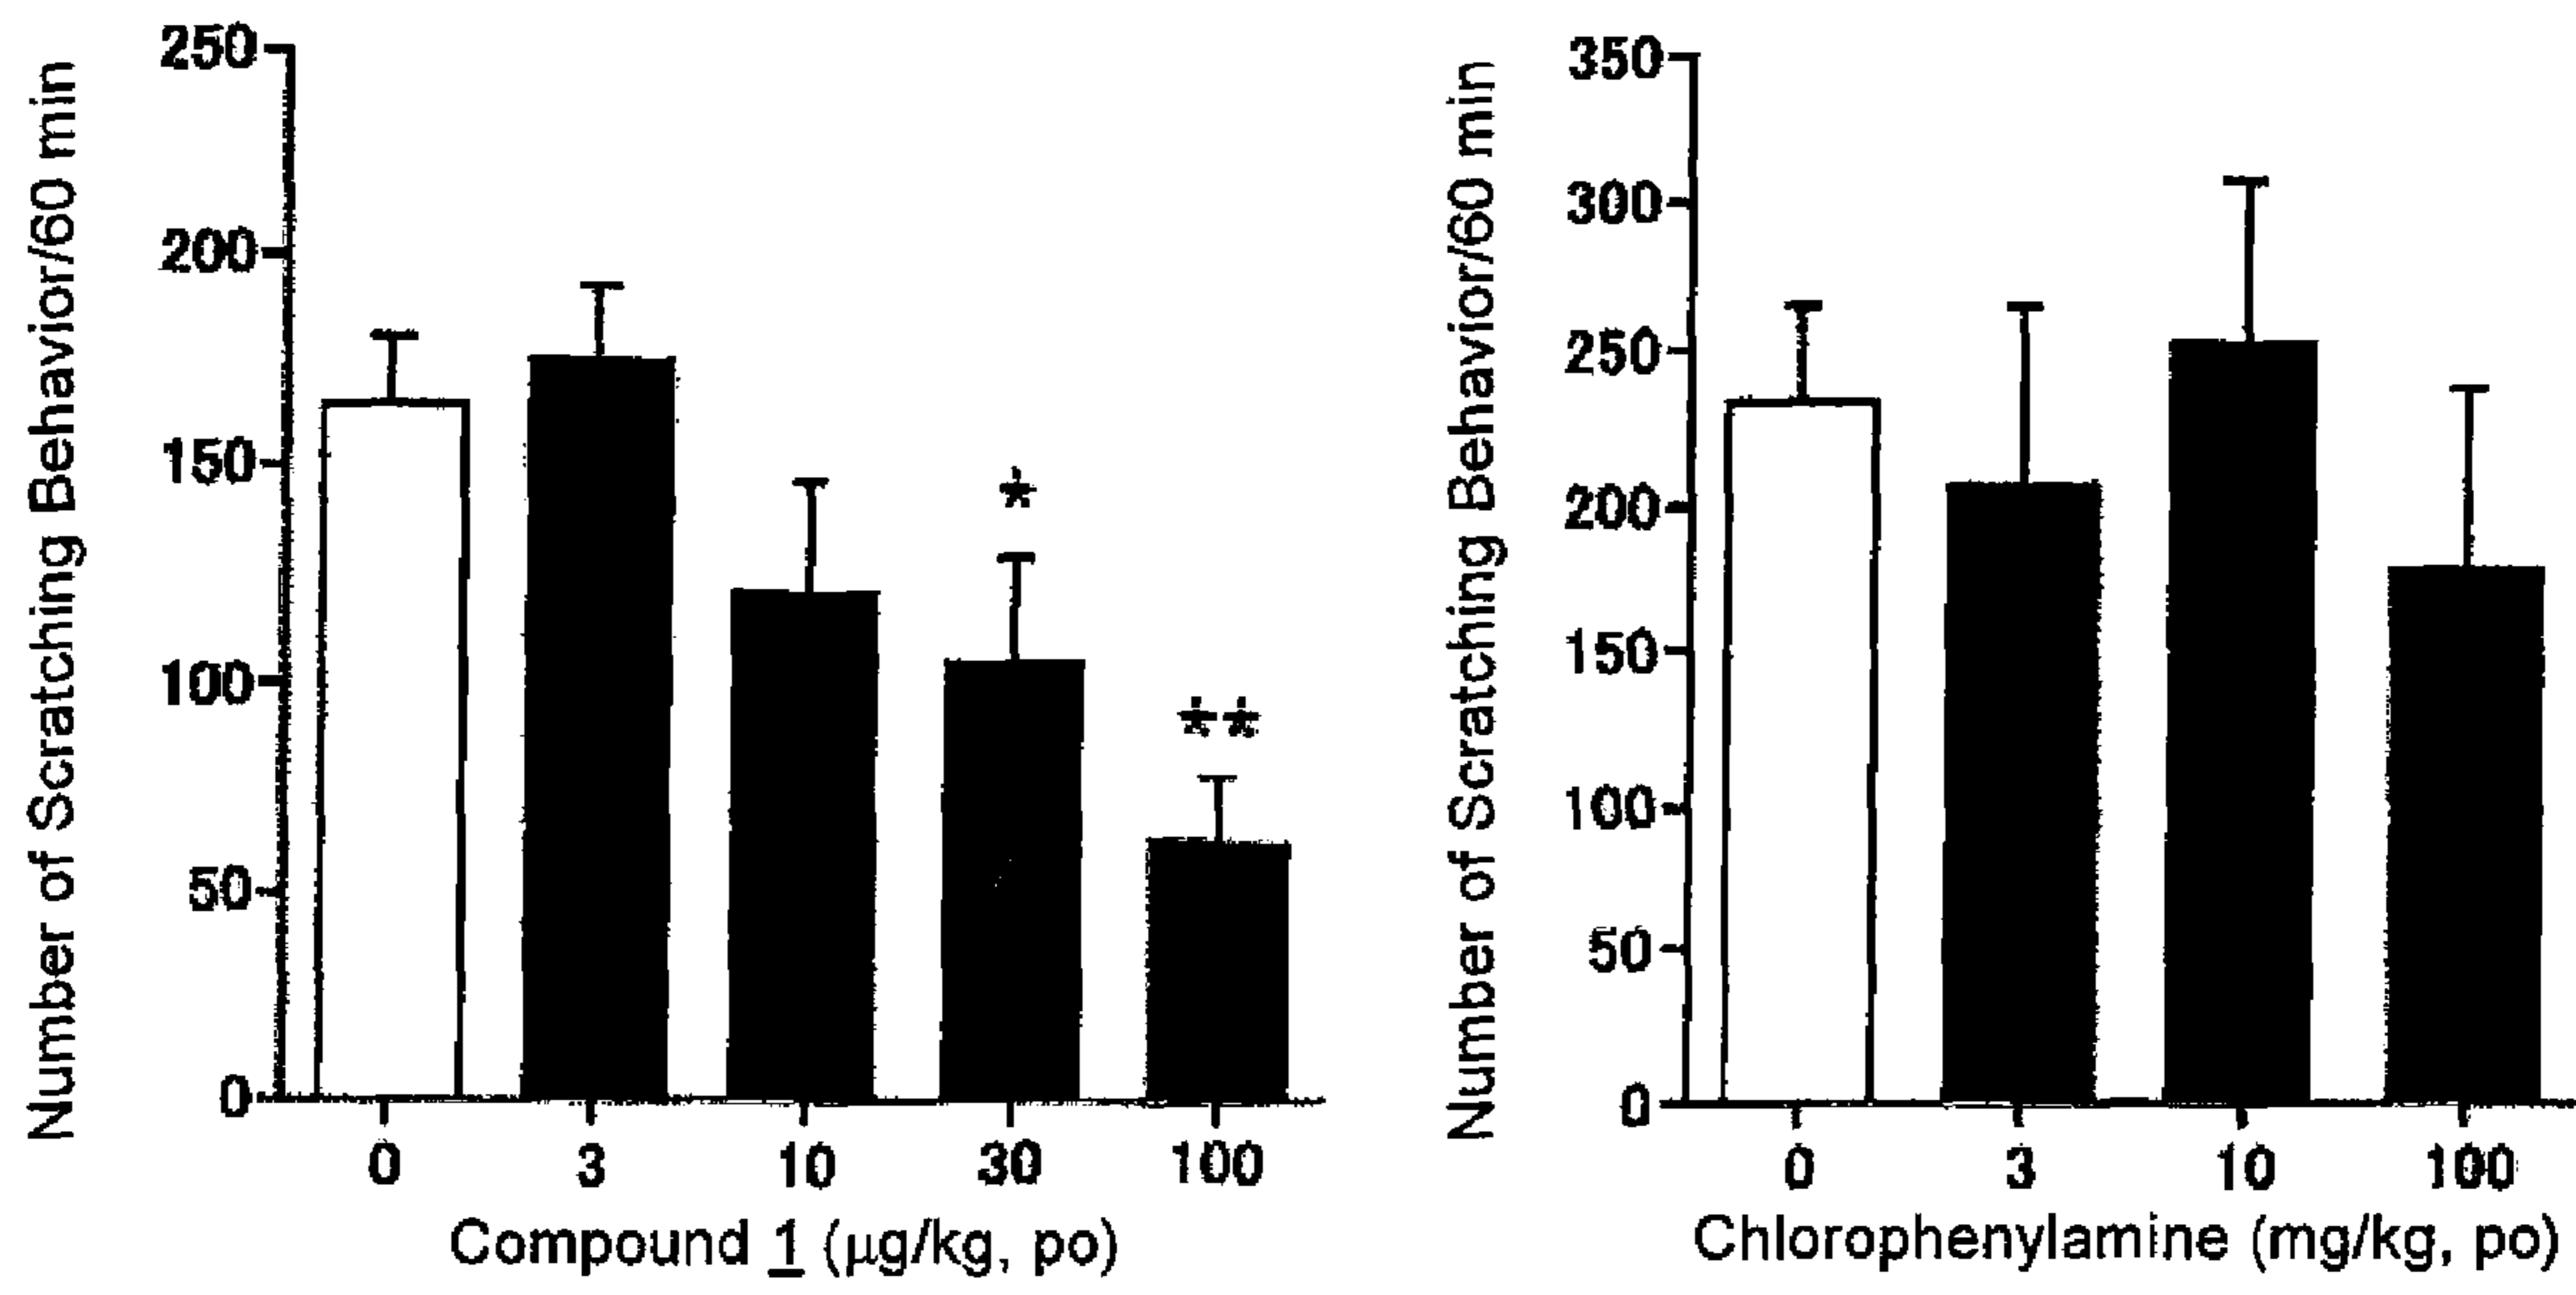 Number of Scratching Behavior/60 min
250
200
150
100
50
0
*
**
0 3 10 30 100
Compound 1 (μg/kg, po)
Number of Scratching Behavior/60 min
350
300
250
200
150
100
50
0
0 3 10 100
Chlorophenylamine (mg/kg, po)